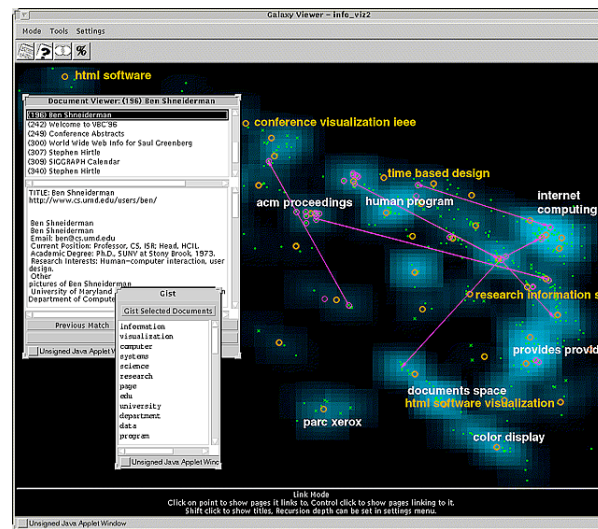 Galaxy Viewer – info_viz2
Mode Tools Settings
%
html software
Document Viewer: (196) Ben Shneiderman
(196) Ben Shneiderman
(242) Welcome to VBC'96
(249) Conference Abstracts
(300) World Wide Web Info for Saul Greenberg
(307) Stephen Hirtle
(309) SIGGRAPH Calendar
(340) Stephen Hirtle
TITLE: Ben Shneiderman
http://www.cs.umd.edu/users/ben/
Ben Shneiderman
Ben Shneiderman
Email: ben@cs.umd.edu
Current Position: Professor, CS, ISR; Head, HCIL.
Academic Degree: Ph.D., SUNY at Stony Brook, 1973.
Research Interests: Human-computer interaction, user
design.
Other
pictures of Ben Shneiderman
University of Maryland
Department of Compute
Previous Match
Unsigned Java Applet Win
Gist
Gist Selected Documents
information
visualization
computer
systems
science
research
page
edu
university
department
data
program
Unsigned Java Applet Wind
conference visualization ieee
time based design
acm proceedings
human program
internet
computing
research information s
provides provid
documents space
html software visualization
parc xerox
color display
Link Mode
Click on point to show pages it links to, Control click to show pages linking to it.
Shift click to show titles, Recursion depth can be set in settings menu.
Unsigned Java Applet Window